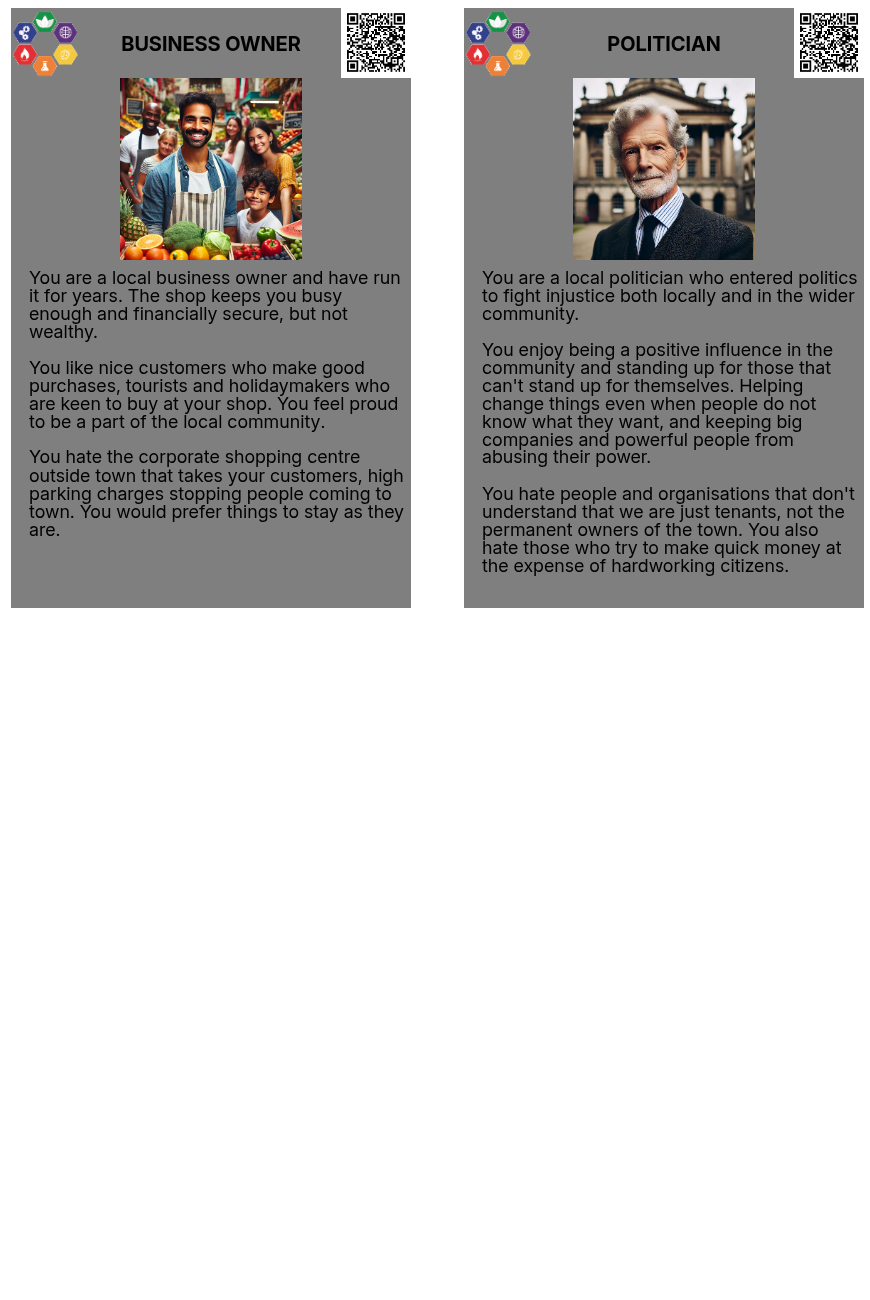 BUSINESS OWNER
You are a local business owner and have run
it for years. The shop keeps you busy
enough and financially secure, but not
wealthy.
You like nice customers who make good
purchases, tourists and holidaymakers who
are keen to buy at your shop. You feel proud
to be a part of the local community.
You hate the corporate shopping centre
outside town that takes your customers, high
parking charges stopping people coming to
town. You would prefer things to stay as they
are.
POLITICIAN
You are a local politician who entered politics
to fight injustice both locally and in the wider
community.
You enjoy being a positive influence in the
community and standing up for those that
can't stand up for themselves. Helping
change things even when people do not
know what they want, and keeping big
companies and powerful people from
abusing their power.
You hate people and organisations that don't
understand that we are just tenants, not the
permanent owners of the town. You also
hate those who try to make quick money at
the expense of hardworking citizens.